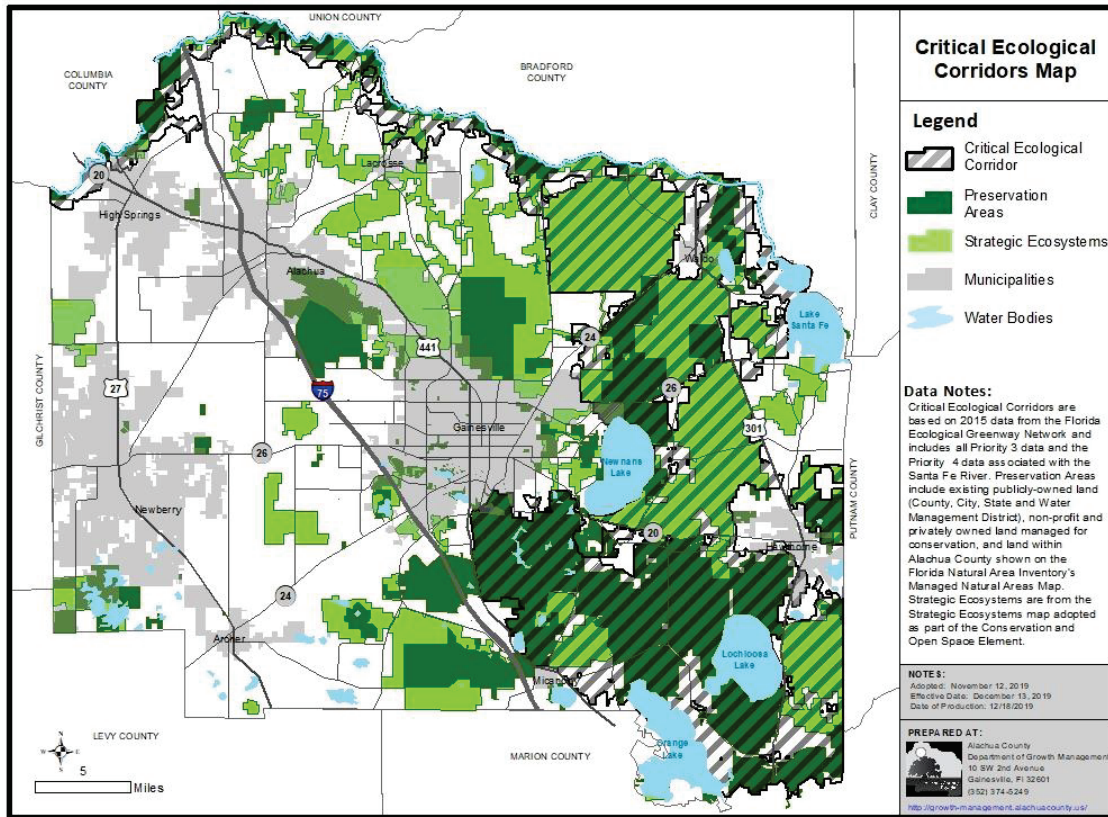 UNION COUNTY
COLUMBIA
COUNTY
BRADFORD
COUNTY
CLAY COUNTY
GILCHRIST COUNTY
PUTNAM COUNTY
LEVY COUNTY
MARION COUNTY
20
High Springs
Lacrosse
Alachua
Waldo
Lake
Santa Fe
441
24
27
75
26
301
Gainesville
26
Newnans
Lake
Newberry
20
Hawthorne
24
Archer
Lochloosa
Lake
Micanopy
Orange
Lake
N
W
E
S
5
Miles
Critical Ecological
Corridors Map
Legend
Critical Ecological
Corridor
Preservation
Areas
Strategic Ecosystems
Municipalities
Water Bodies
Data Notes:
Critical Ecological Corridors are
based on 2015 data from the Florida
Ecological Greenway Network and
includes all Priority 3 data and the
Priority 4 data associated with the
Santa Fe River. Preservation Areas
include existing publicly-owned land
(County, City, State and Water
Management District), non-profit and
privately owned land managed for
conservation, and land within
Alachua County shown on the
Florida Natural Area Inventory's
Managed Natural Areas Map.
Strategic Ecosystems are from the
Strategic Ecosystems map adopted
as part of the Conservation and
Open Space Element.
NOTES:
Adopted: November 12, 2019
Effective Date: December 13, 2019
Date of Production: 12/18/2019
PREPARED AT:
Alachua County
Department of Growth Management
10 SW 2nd Avenue
Gainesville, Fl 32601
(352) 374-5249
http://growth-management.alachuacounty.us/